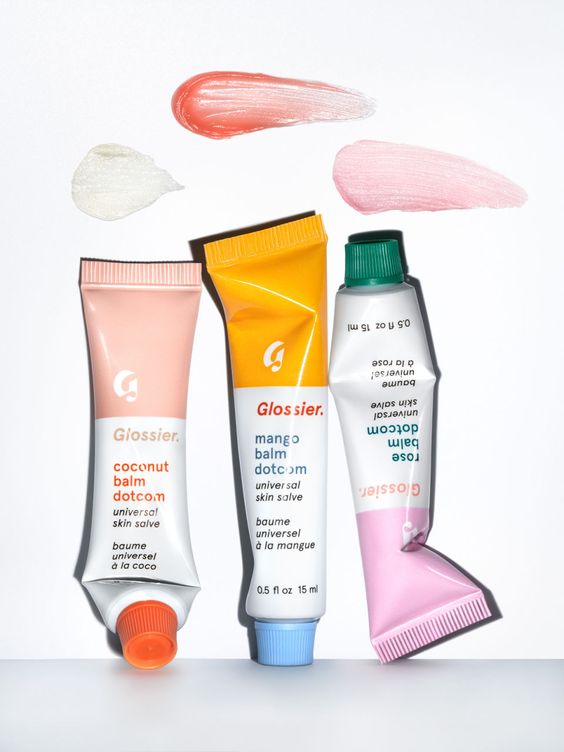 Glossier.
coconut
balm
dotcom
universal
skin salve
baume
universel
à la coco
Glossier.
mango
balm
dotcom
universal
skin salve
baume
universel
à la mangue
0.5 fl oz 15 ml
Glossier.
rose
balm
dotcom
universal
skin salve
baume
universel
à la rose
0.5 fl oz 15 ml